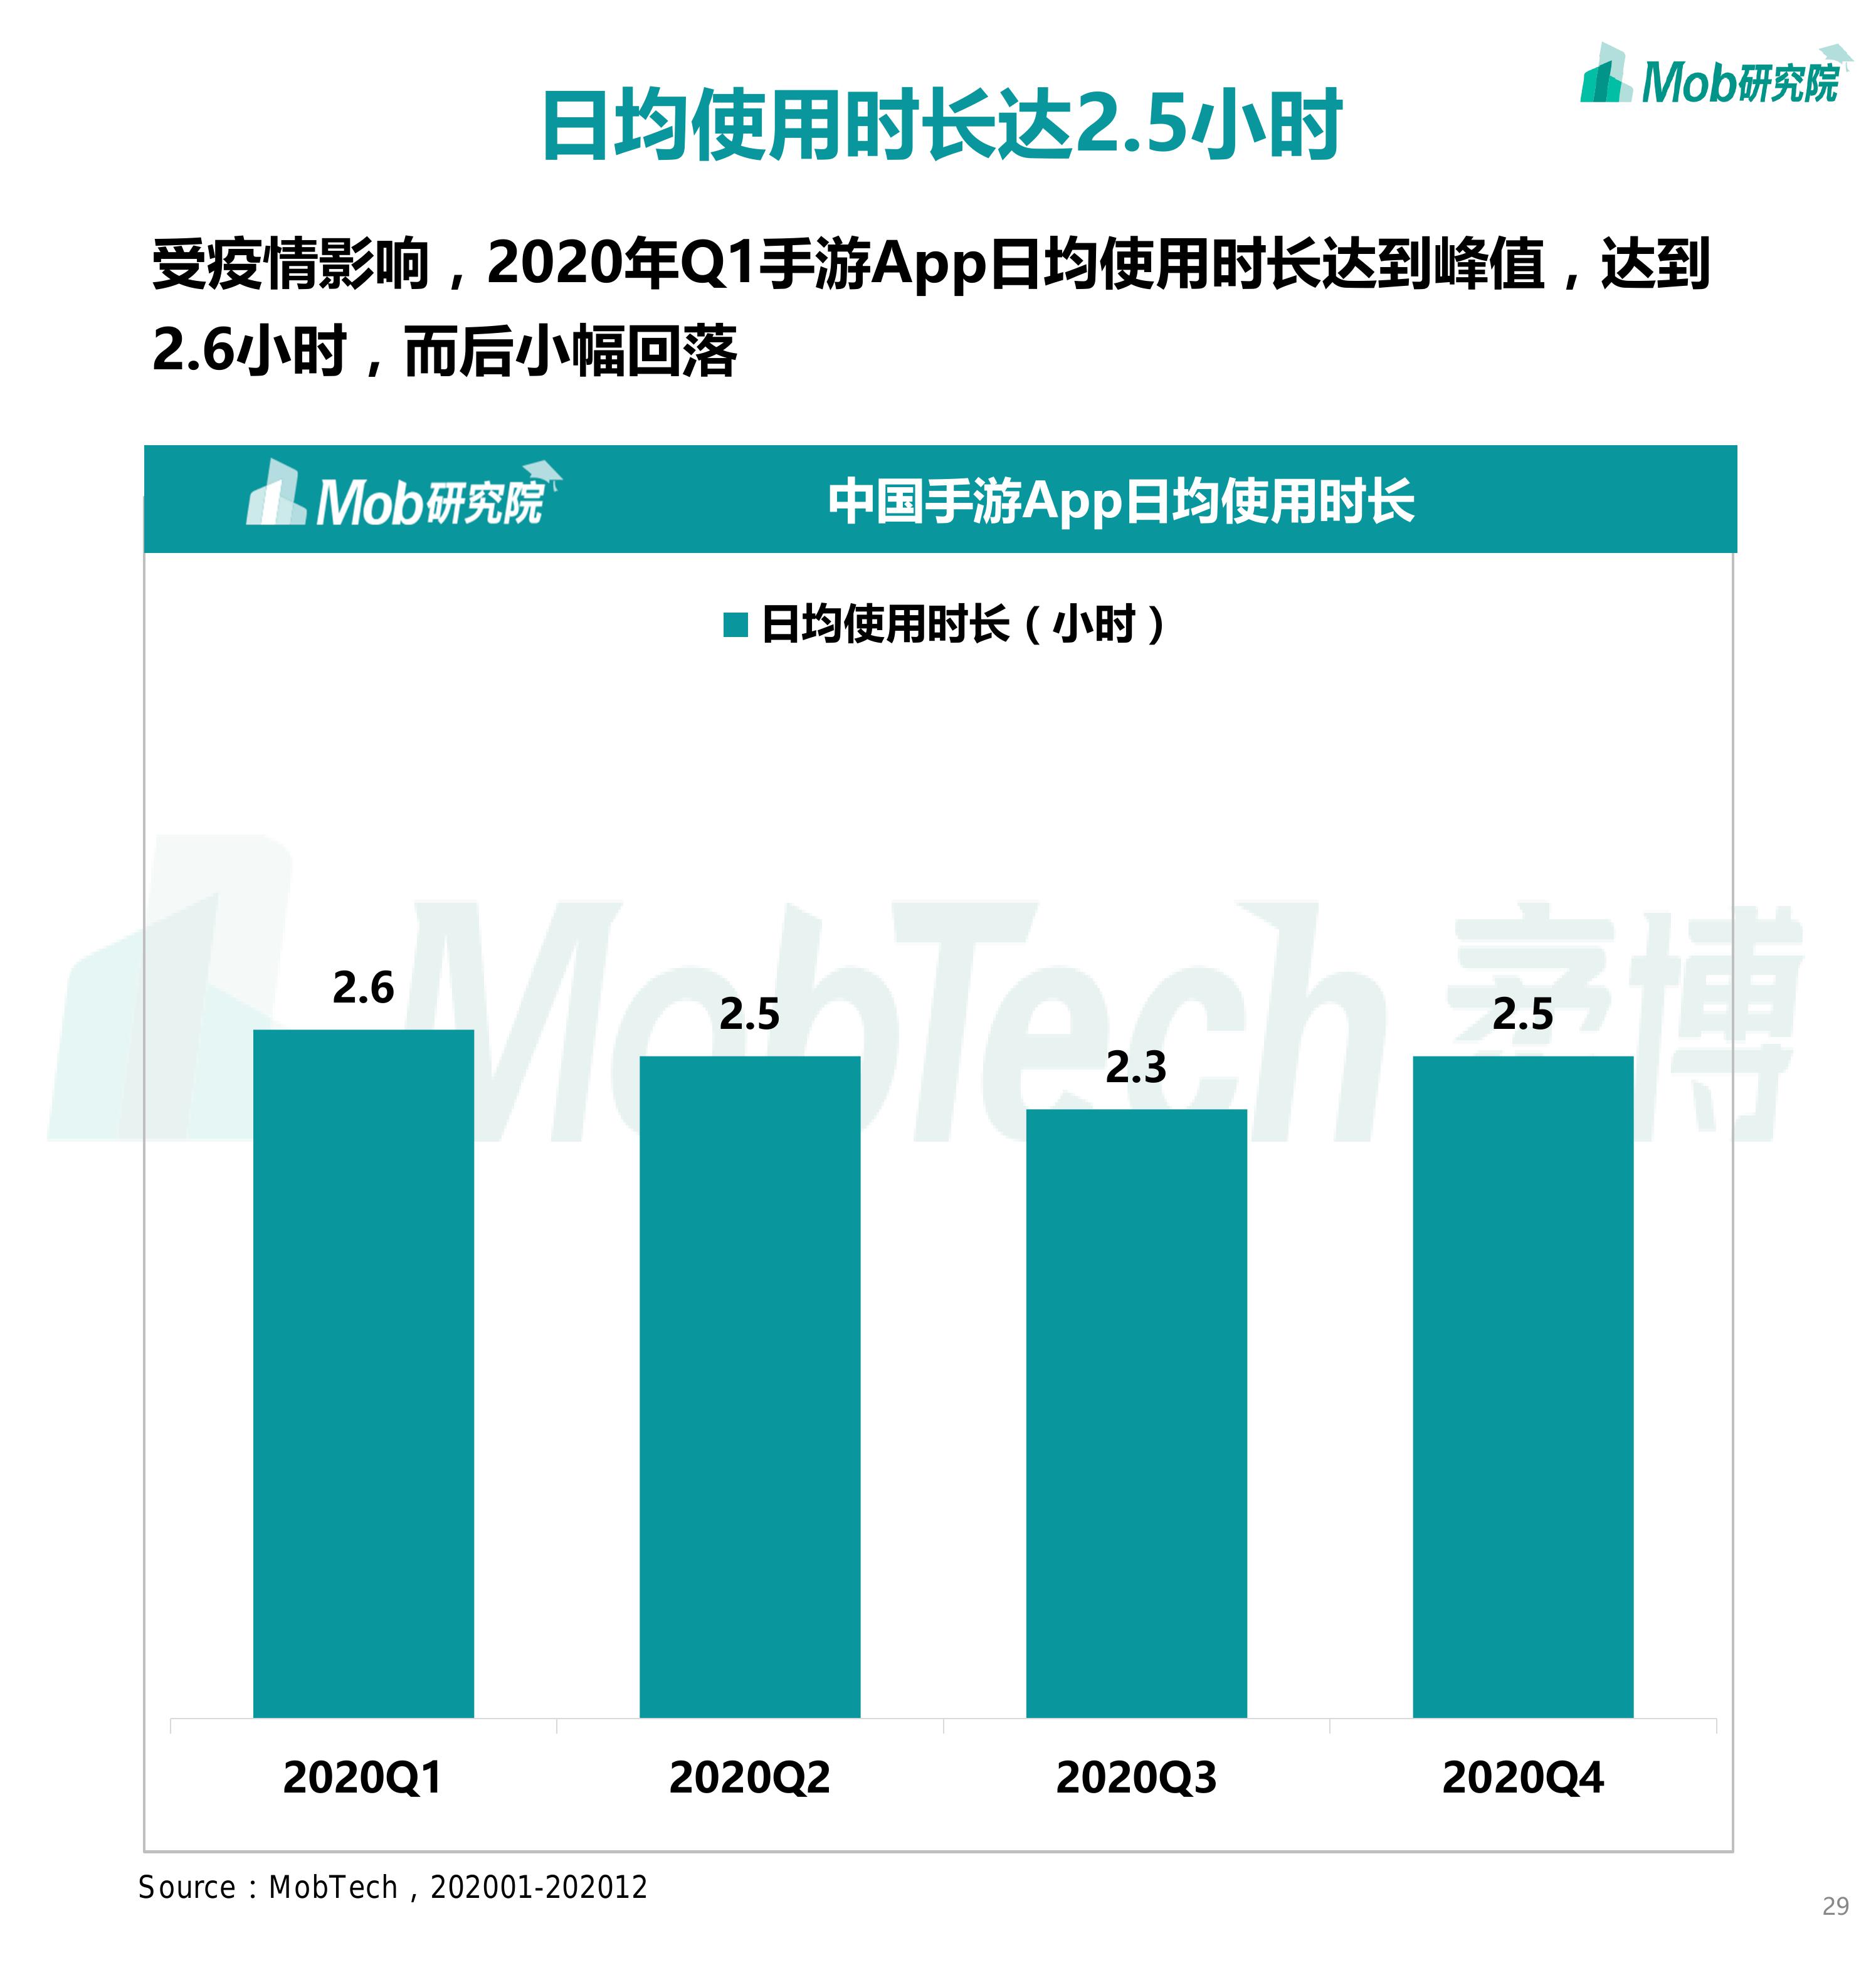 Mob研究院
日均使用时长达2.5小时
受疫情影响，2020年Q1手游App日均使用时长达到峰值，达到
2.6小时，而后小幅回落
Mob研究院
中国手游App日均使用时长
日均使用时长（小时）
MobTech 袤博
2.6
2.5
2.3
2.5
2020Q1
2020Q2
2020Q3
2020Q4
Source：MobTech，202001-202012
29